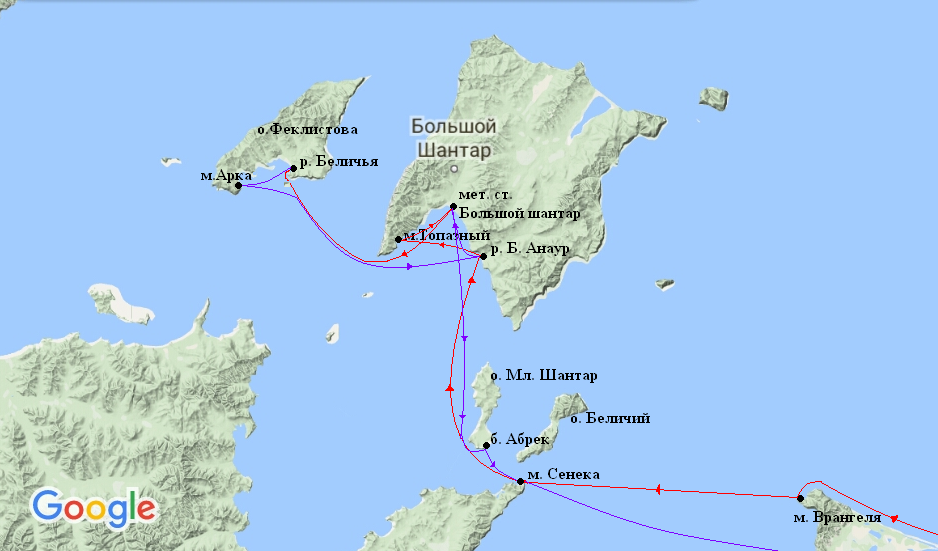 о.Феклистова
Большой
Шантар
р. Беличья
м.Арка
мет. ст.
Большой шантар
м.Топазный
р. Б. Анаур
о. Мл. Шантар
о. Беличий
б. Абрек
м. Сенека
Google
м. Врангеля